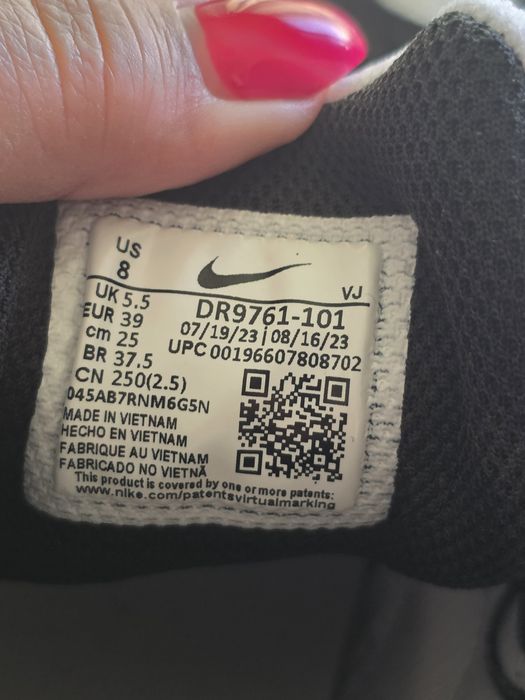 US
8
VJ
UK 5.5
EUR 39
cm 25
BR 37.5
CN 250(2.5)
DR9761-101
07/19/23 | 08/16/23
UPC 00196607808702
045AB7RNM6G5N
MADE IN VIETNAM
HECHO EN VIETNAM
FABRIQUE AU VIETNAM
FABRICADO NO VIETNÃ
This product is covered by one or more patents:
www.nike.com/patentsvirtualmarking